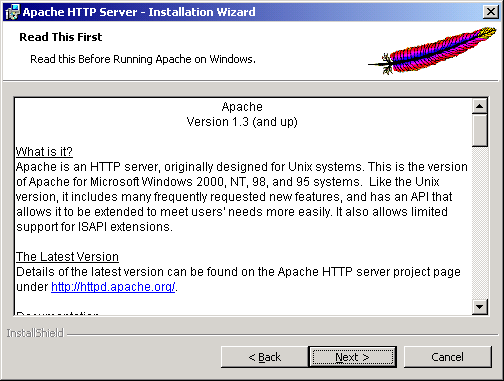 Apache HTTP Server - Installation Wizard
Read This First
Read this Before Running Apache on Windows.
Apache
Version 1.3 (and up)
What is it?
Apache is an HTTP server, originally designed for Unix systems. This is the version
of Apache for Microsoft Windows 2000, NT, 98, and 95 systems.  Like the Unix
version, it includes many frequently requested new features, and has an API that
allows it to be extended to meet users' needs more easily. It also allows limited
support for ISAPI extensions.
The Latest Version
Details of the latest version can be found on the Apache HTTP server project page
under http://httpd.apache.org/.
Documentation
InstallShield
< Back
Next >
Cancel